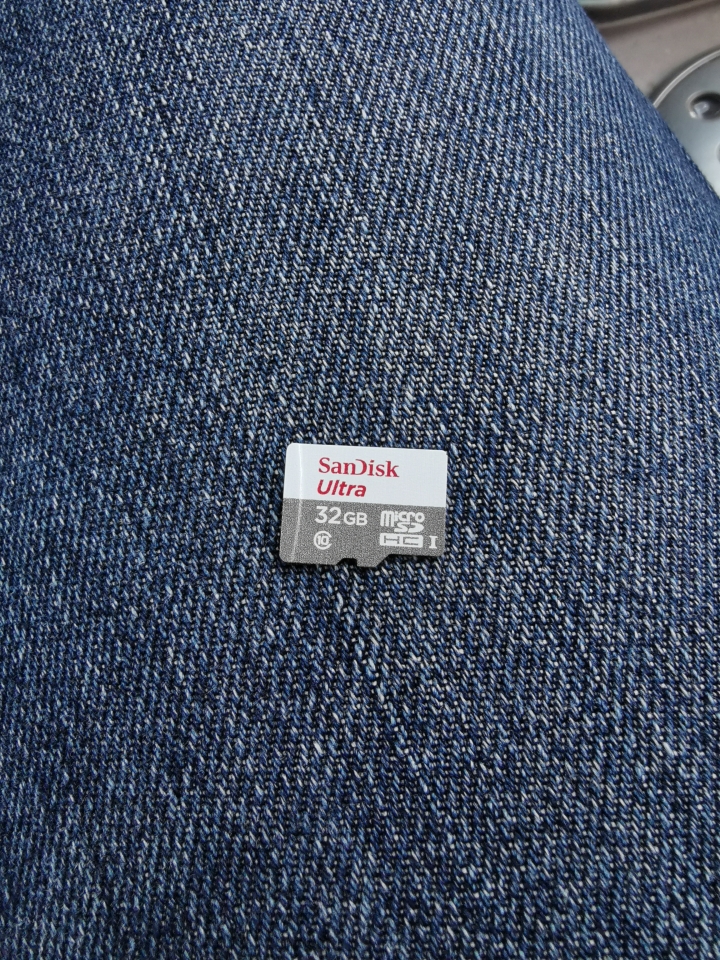 SanDisk
Ultra
32GB micro SD
10 HC I